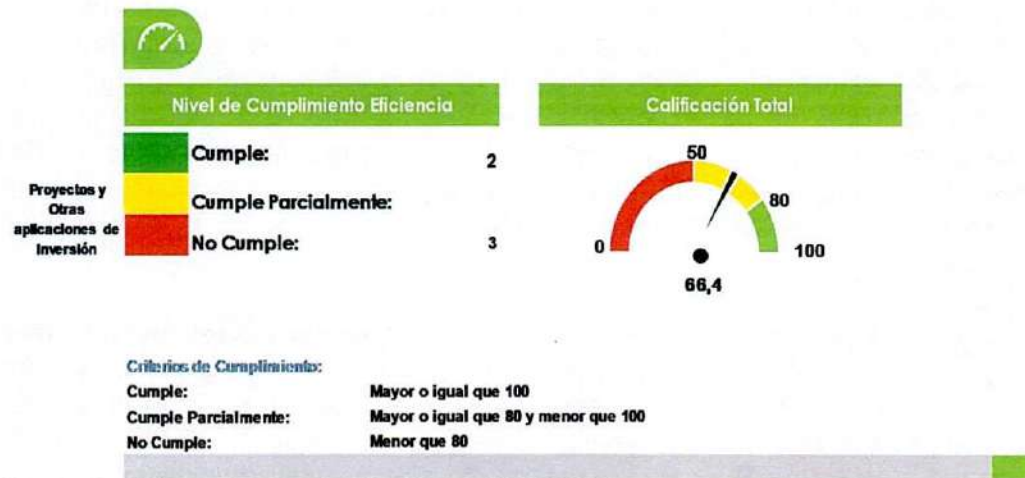 Nivel de Cumplimiento Eficiencia
Calificación Total
Proyectos y
Otras
aplicaciones de
Inversión
Cumple: 2
Cumple Parcialmente:
No Cumple: 3
0
50
80
100
66,4
Criterios de Cumplimiento:
Cumple: Mayor o igual que 100
Cumple Parcialmente: Mayor o igual que 80 y menor que 100
No Cumple: Menor que 80